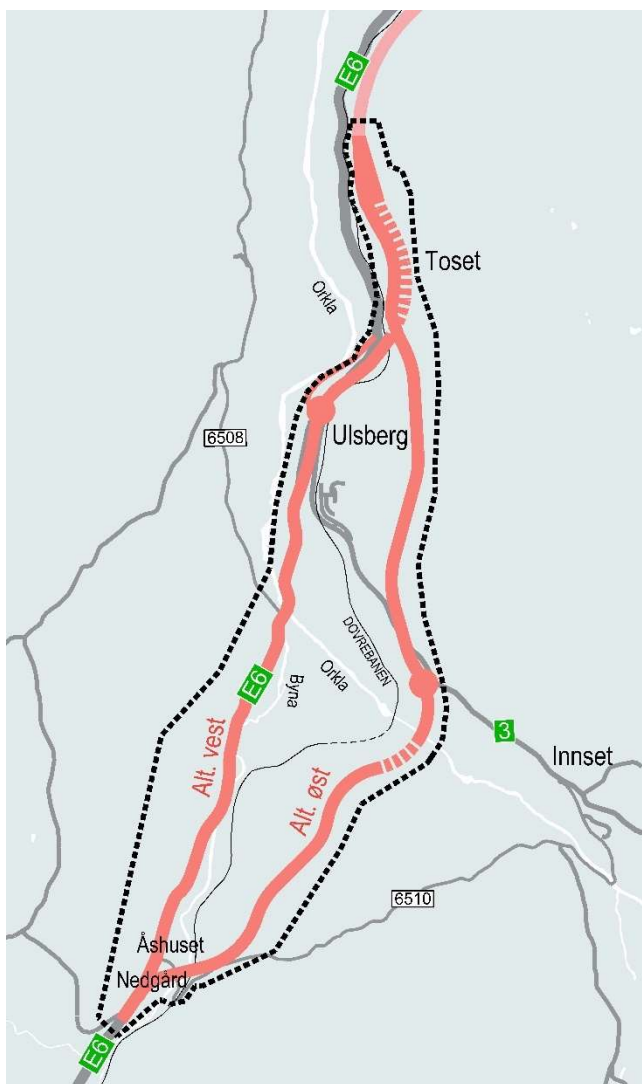 E6
Toset
Orkla
Ulsberg
6508
DOVREBANEN
Orkla
E6
Byna
Alt. vest
3
Innset
Alt. øst
6510
Åshuset
Nedgård
E6